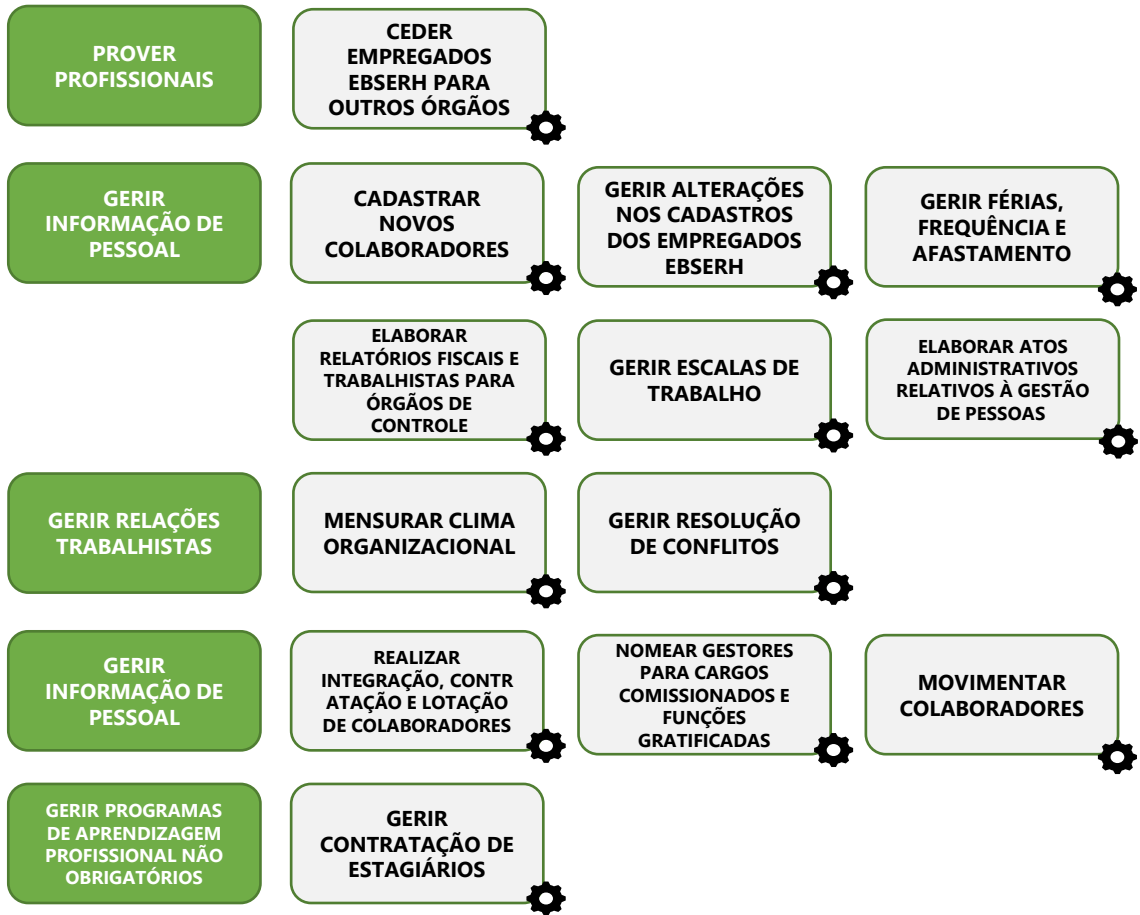 PROVER
PROFISSIONAIS
CEDER
EMPREGADOS
EBSERH PARA
OUTROS ÓRGÃOS
GERIR
INFORMAÇÃO DE
PESSOAL
CADASTRAR
NOVOS
COLABORADORES
GERIR ALTERAÇÕES
NOS CADASTROS
DOS EMPREGADOS
EBSERH
GERIR FÉRIAS,
FREQUÊNCIA E
AFASTAMENTO
ELABORAR
RELATÓRIOS FISCAIS E
TRABALHISTAS PARA
ÓRGÃOS DE
CONTROLE
GERIR ESCALAS DE
TRABALHO
ELABORAR ATOS
ADMINISTRATIVOS
RELATIVOS À GESTÃO
DE PESSOAS
GERIR RELAÇÕES
TRABALHISTAS
MENSURAR CLIMA
ORGANIZACIONAL
GERIR RESOLUÇÃO
DE CONFLITOS
GERIR
INFORMAÇÃO DE
PESSOAL
REALIZAR
INTEGRAÇÃO, CONTR
ATAÇÃO E LOTAÇÃO
DE COLABORADORES
NOMEAR GESTORES
PARA CARGOS
COMISSIONADOS E
FUNÇÕES
GRATIFICADAS
MOVIMENTAR
COLABORADORES
GERIR PROGRAMAS
DE APRENDIZAGEM
PROFISSIONAL NÃO
OBRIGATÓRIOS
GERIR
CONTRATAÇÃO DE
ESTAGIÁRIOS